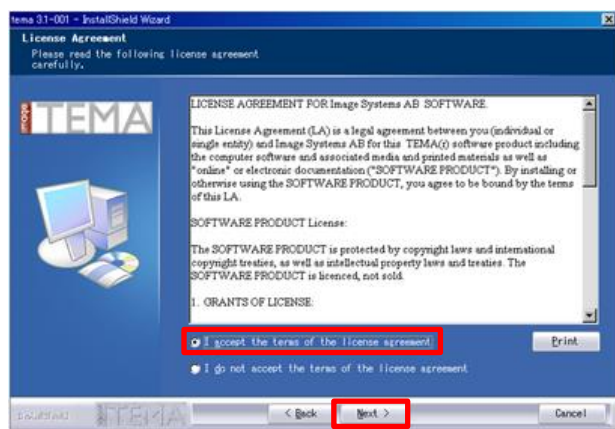 tema 3.1-001 - InstallShield Wizard
License Agreement
Please read the following license agreement
carefully.
image
TEMA
LICENSE AGREEMENT FOR Image Systems AB SOFTWARE.
This License Agreement (LA) is a legal agreement between you (individual or
single entity) and Image Systems AB for this TEMA(r) software product including
the computer software and associated media and printed materials as well as
"online" or electronic documentation ("SOFTWARE PRODUCT"). By installing or
otherwise using the SOFTWARE PRODUCT, you agree to be bound by the terms
of this LA.
SOFTWARE PRODUCT License:
The SOFTWARE PRODUCT is protected by copyright laws and international
copyright treaties, as well as intellectual property laws and treaties. The
SOFTWARE PRODUCT is licenced, not sold.
1. GRANTS OF LICENSE:
I accept the terms of the license agreement
Print
I do not accept the terms of the license agreement
InstallShield
TEMA
< Back
Next >
Cancel